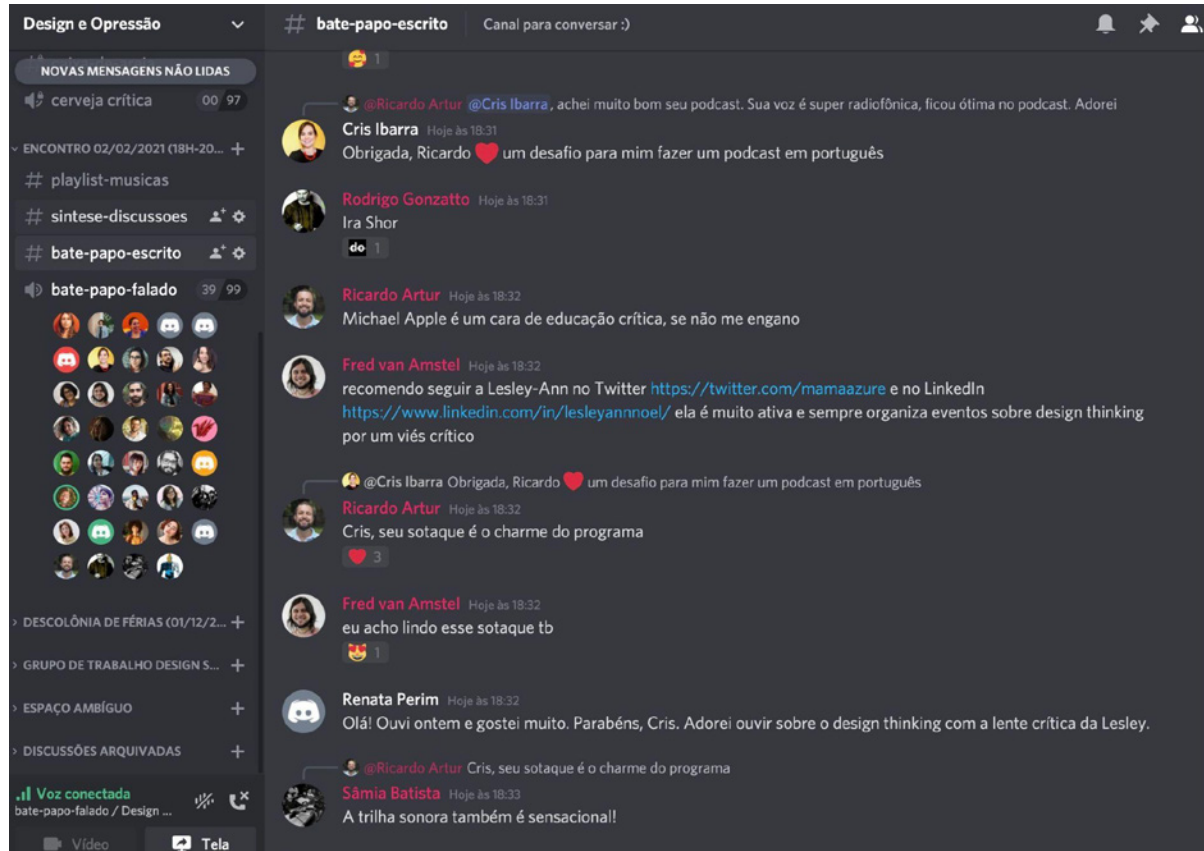 Design e Opressão
NOVAS MENSAGENS NÃO LIDAS
cerveja crítica 00 97
ENCONTRO 02/02/2021 (18H-20...
# playlist-musicas
# sintese-discussoes
# bate-papo-escrito
bate-papo-falado 39 99
DESCOLÔNIA DE FÉRIAS (01/12/2...
GRUPO DE TRABALHO DESIGN S...
ESPAÇO AMBÍGUO
DISCUSSÕES ARQUIVADAS
Voz conectada
bate-papo-falado / Design ...
Vídeo
Tela
# bate-papo-escrito Canal para conversar :)
1
@Ricardo Artur @Cris Ibarra, achei muito bom seu podcast. Sua voz é super radiofônica, ficou ótima no podcast. Adorei
Cris Ibarra Hoje às 18:31
Obrigada, Ricardo ❤️ um desafio para mim fazer um podcast em português
Rodrigo Gonzatto Hoje às 18:31
Ira Shor
do 1
Ricardo Artur Hoje às 18:32
Michael Apple é um cara de educação crítica, se não me engano
Fred van Amstel Hoje às 18:32
recomendo seguir a Lesley-Ann no Twitter https://twitter.com/mamaazure e no LinkedIn
https://www.linkedin.com/in/lesleyannnoel/ ela é muito ativa e sempre organiza eventos sobre design thinking
por um viés crítico
@Cris Ibarra Obrigada, Ricardo ❤️ um desafio para mim fazer um podcast em português
Ricardo Artur Hoje às 18:32
Cris, seu sotaque é o charme do programa
❤️ 3
Fred van Amstel Hoje às 18:32
eu acho lindo esse sotaque tb
😍 1
Renata Perim Hoje às 18:32
Olá! Ouvi ontem e gostei muito. Parabéns, Cris. Adorei ouvir sobre o design thinking com a lente crítica da Lesley.
@Ricardo Artur Cris, seu sotaque é o charme do programa
Sâmia Batista Hoje às 18:33
A trilha sonora também é sensacional!